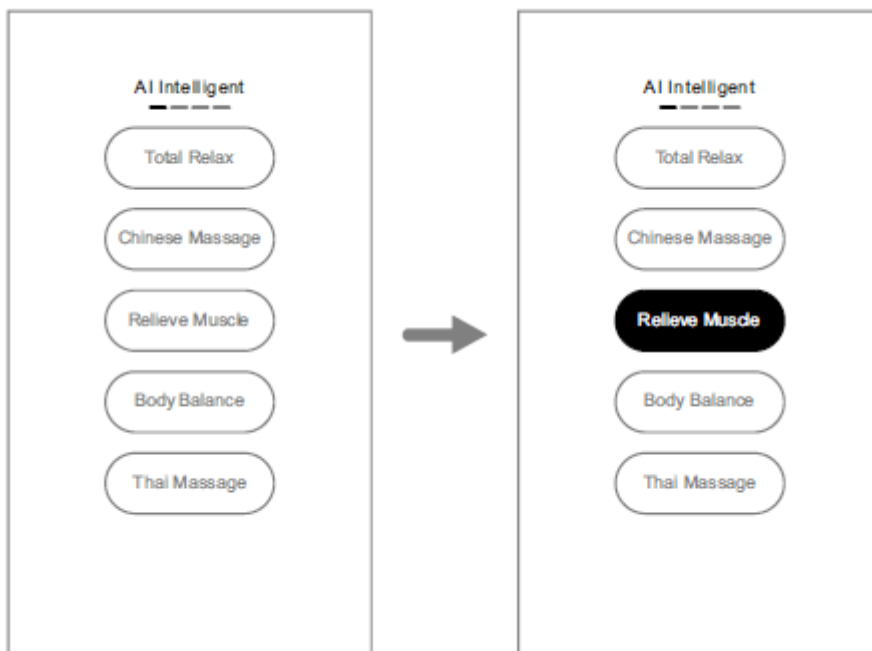 AI Intelligent
Total Relax
Chinese Massage
Relieve Muscle
Body Balance
Thai Massage
AI Intelligent
Total Relax
Chinese Massage
Relieve Muscle
Body Balance
Thai Massage